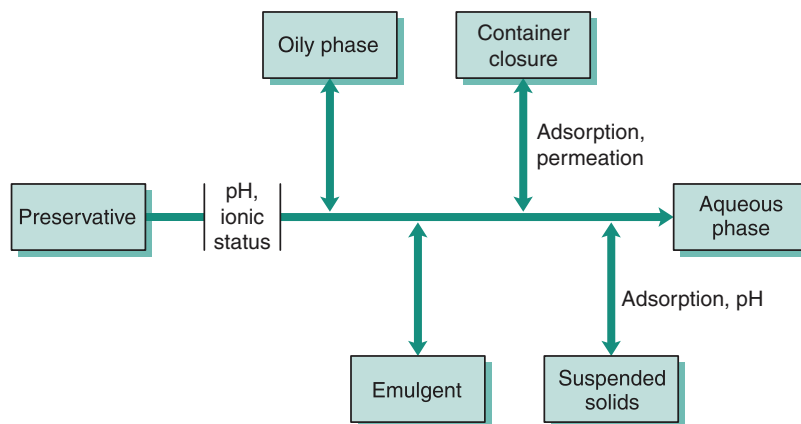 Oily phase
Container
closure
Adsorption,
permeation
Preservative
pH,
ionic
status
Aqueous
phase
Adsorption, pH
Emulgent
Suspended
solids